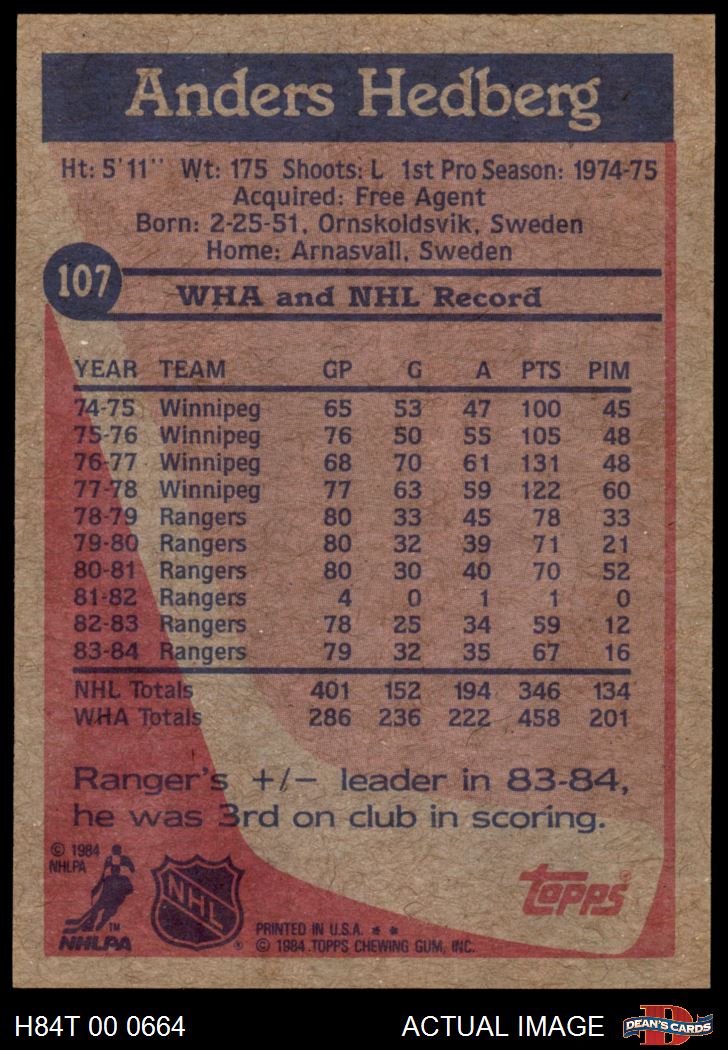 Anders Hedberg
Ht: 5'11'' Wt: 175 Shoots: L 1st Pro Season: 1974-75
Acquired: Free Agent
Born: 2-25-51, Ornskoldsvik, Sweden
Home: Arnasvall, Sweden
107
WHA and NHL Record
YEAR TEAM GP G A PTS PIM
74-75 Winnipeg 65 53 47 100 45
75-76 Winnipeg 76 50 55 105 48
76-77 Winnipeg 68 70 61 131 48
77-78 Winnipeg 77 63 59 122 60
78-79 Rangers 80 33 45 78 33
79-80 Rangers 80 32 39 71 21
80-81 Rangers 80 30 40 70 52
81-82 Rangers 4 0 1 1 0
82-83 Rangers 78 25 34 59 12
83-84 Rangers 79 32 35 67 16
NHL Totals 401 152 194 346 134
WHA Totals 286 236 222 458 201
Ranger's +/− leader in 83-84,
he was 3rd on club in scoring.
© 1984
NHLPA
TM
NHLPA
NHL
®
topps®
PRINTED IN U.S.A. * *
© 1984 TOPPS CHEWING GUM, INC.
H84T 00 0664 ACTUAL IMAGE
D
DEAN'S CARDS